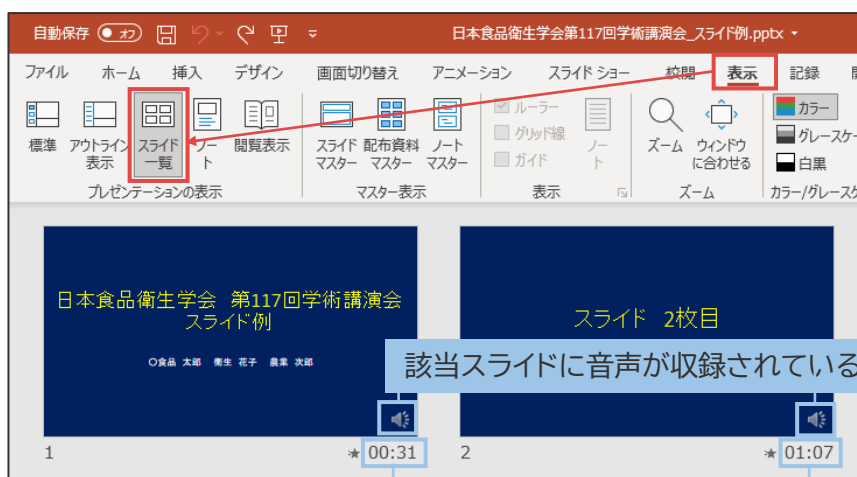 自動保存 オフ 日本食品衛生学会第117回学術講演会_スライド例.pptx
ファイル ホーム 挿入 デザイン 画面切り替え アニメーション スライド ショー 校閲 表示 記録
標準 アウトライン表示 スライド一覧 ノート 閲覧表示 スライドマスター 配布資料マスター ノートマスター ルーラー グリッド線 ガイド ノート ズーム ウィンドウに合わせる カラー グレースケー 白黒
プレゼンテーションの表示 マスター表示 表示 ズーム カラー/グレースケ
日本食品衛生学会 第117回学術講演会
スライド例
〇食品 太郎 衛生 花子 農業 次郎
スライド 2枚目
該当スライドに音声が収録されている
1 00:31 2 01:07